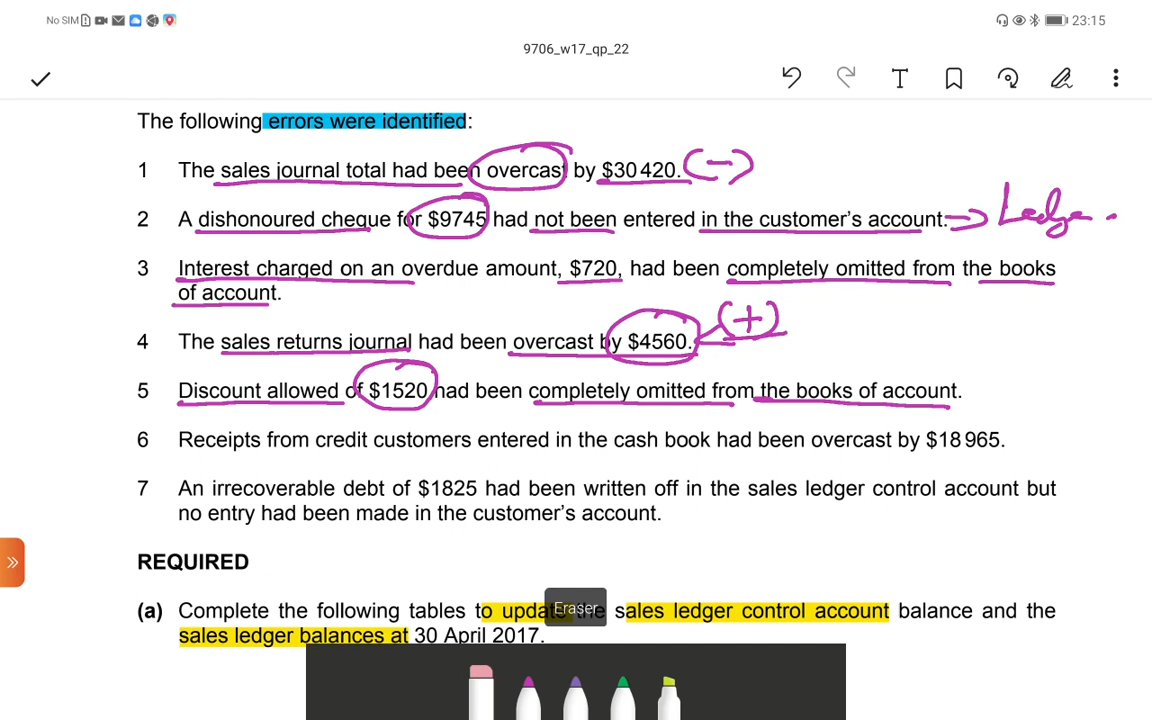 No SIM 23:15
9706_w17_qp_22
T
The following errors were identified:
1 The sales journal total had been overcast by $30 420. (–)
2 A dishonoured cheque for $9745 had not been entered in the customer's account. → Ledge.
3 Interest charged on an overdue amount, $720, had been completely omitted from the books
of account.
4 The sales returns journal had been overcast by $4560. (+)
5 Discount allowed of $1520 had been completely omitted from the books of account.
6 Receipts from credit customers entered in the cash book had been overcast by $18 965.
7 An irrecoverable debt of $1825 had been written off in the sales ledger control account but
no entry had been made in the customer's account.
REQUIRED
(a) Complete the following tables to update the sales ledger control account balance and the
Eraser
sales ledger balances at 30 April 2017.